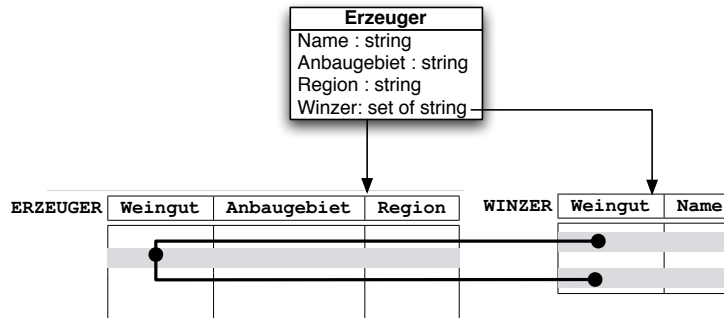 Erzeuger
Name : string
Anbaugebiet : string
Region : string
Winzer: set of string
ERZEUGER Weingut Anbaugebiet Region WINZER Weingut Name